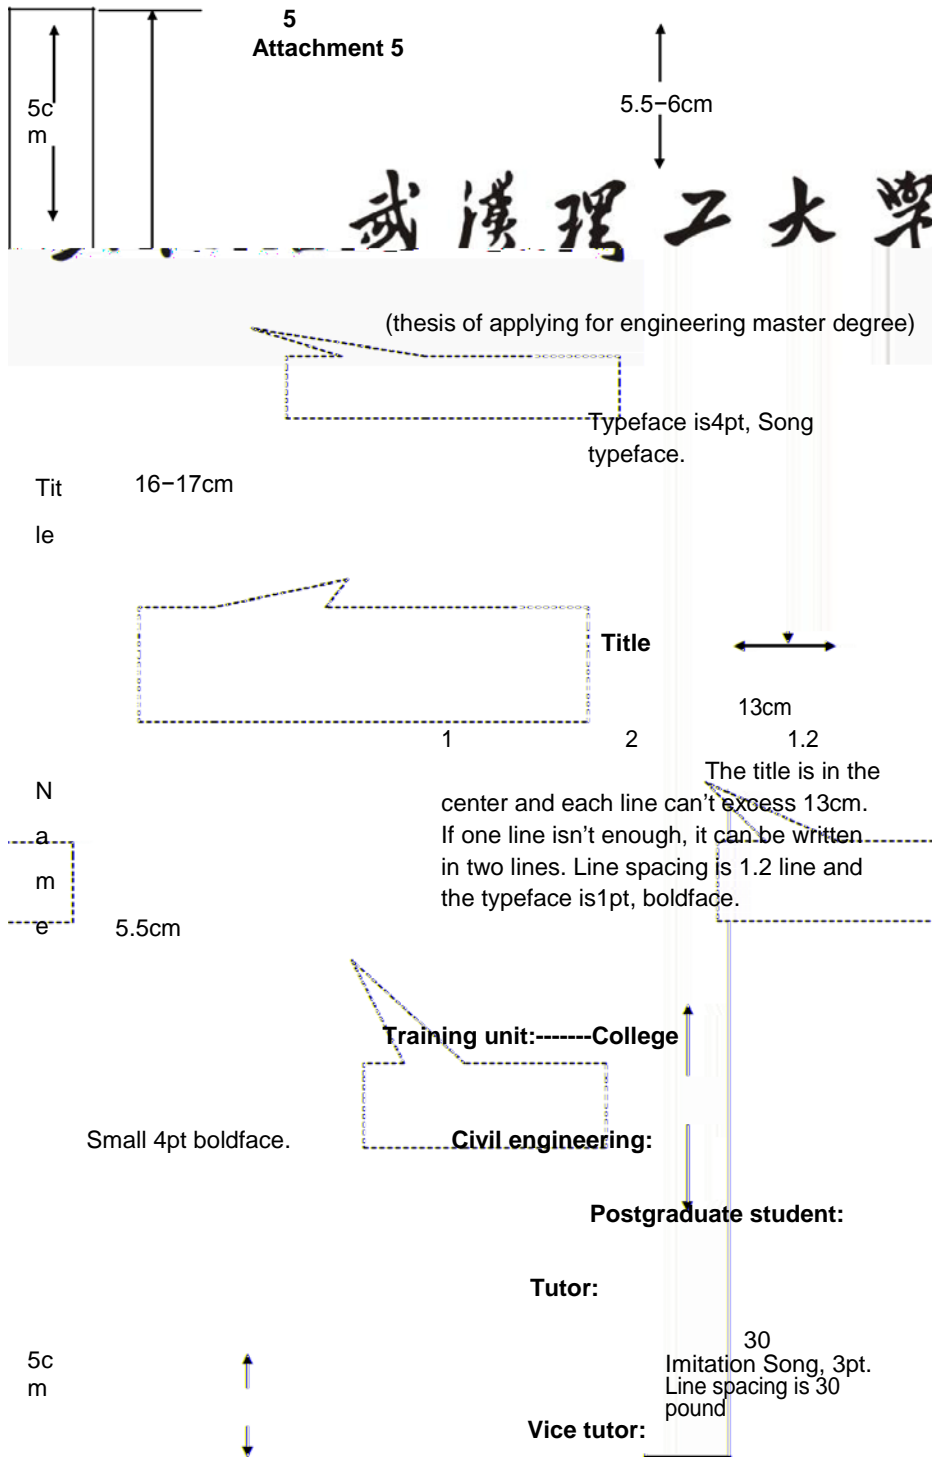 5
Attachment 5
5c
m
5.5−6cm
武漢理工大學
(thesis of applying for engineering master degree)
Typeface is4pt, Song
typeface.
Tit
le
16−17cm
Title
13cm
1 2 1.2
The title is in the
center and each line can’t excess 13cm.
If one line isn’t enough, it can be written
in two lines. Line spacing is 1.2 line and
the typeface is1pt, boldface.
N
a
m
e
5.5cm
Training unit:-------College
Small 4pt boldface.
Civil engineering:
Postgraduate student:
Tutor:
30
Imitation Song, 3pt.
Line spacing is 30
pound
5c
m
Vice tutor: